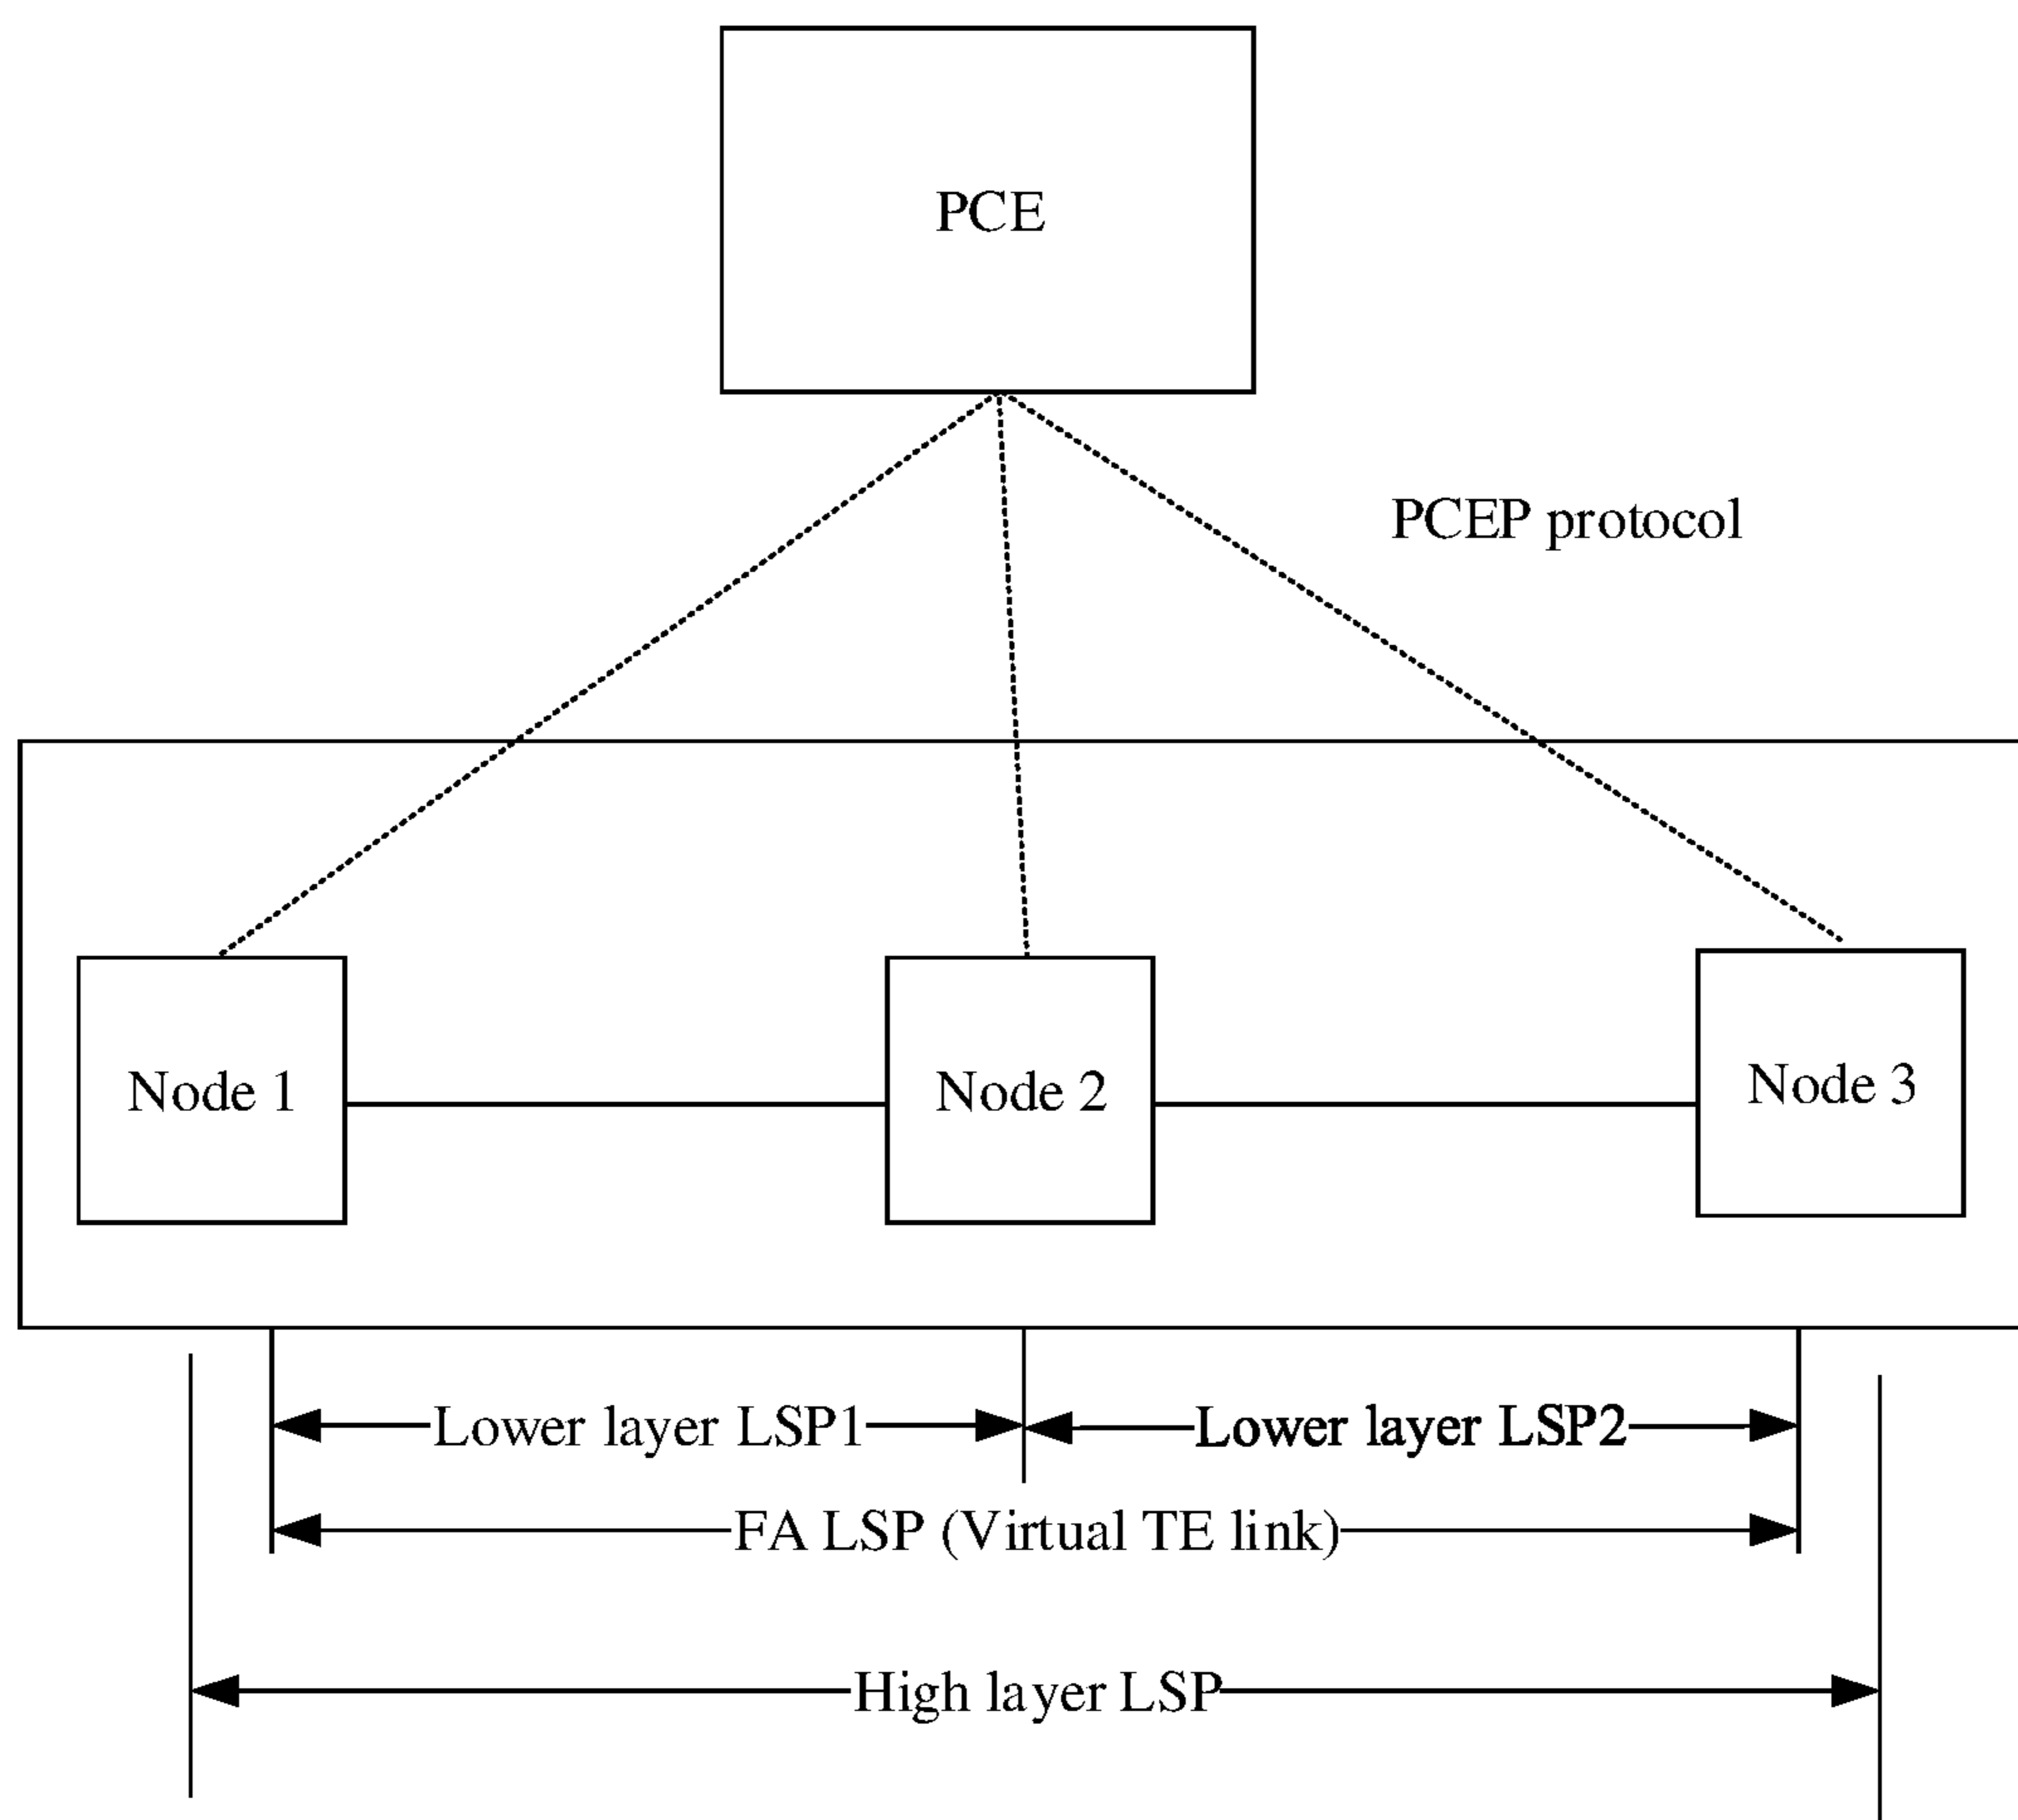 PCE
PCEP protocol
Node 1
Node 2
Node 3
Lower layer LSP1
Lower layer LSP2
FA LSP (Virtual TE link)
High layer LSP